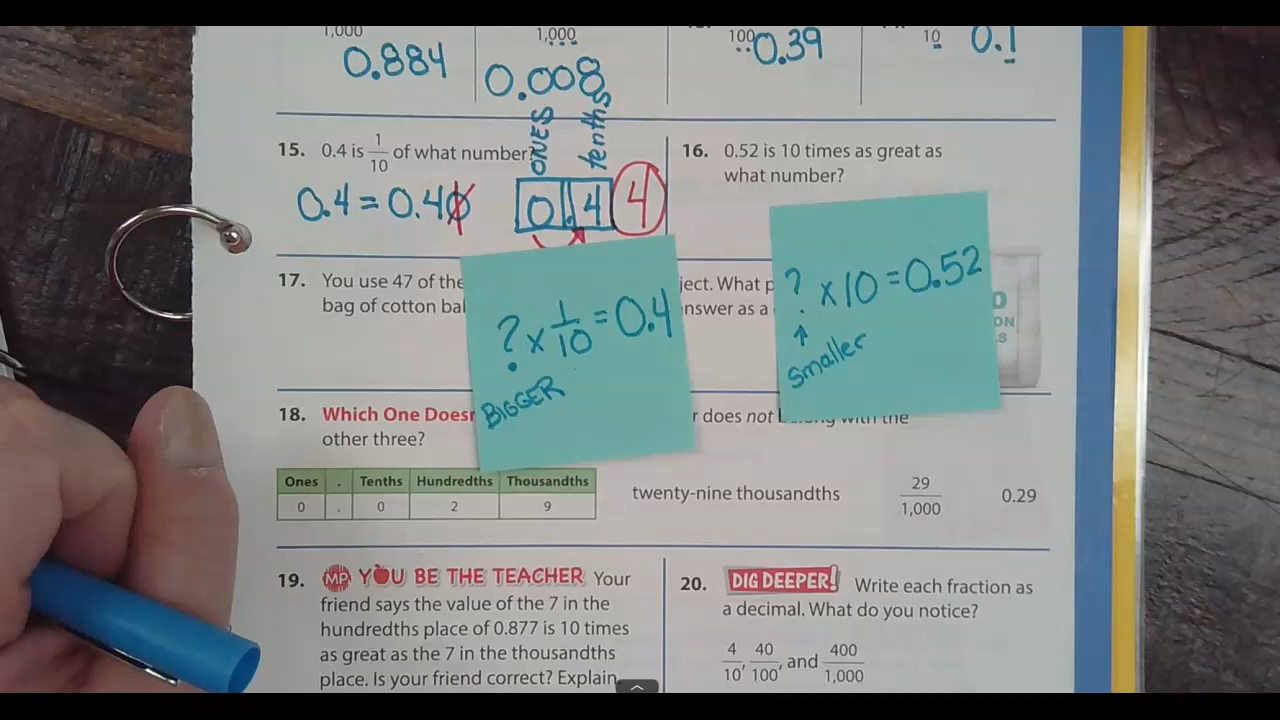 1,000
0.884
1,000
0.008
100
0.39
10
0.1
15. 0.4 is 1/10 of what number?
ONES
tenths
0.4 = 0.40
0.4 4
16. 0.52 is 10 times as great as
what number?
17. You use 47 of the
ject. What p
bag of cotton bal
nswer as a
D
ON
S
? x 1/10 = 0.4
BIGGER
? x 10 = 0.52
smaller
18. Which One Doesn
r does not belong with the
other three?
Ones . Tenths Hundredths Thousandths
0 . 0 2 9
twenty-nine thousandths
29/1,000
0.29
19. MP YOU BE THE TEACHER Your
friend says the value of the 7 in the
hundredths place of 0.877 is 10 times
as great as the 7 in the thousandths
place. Is your friend correct? Explain.
20. DIG DEEPER! Write each fraction as
a decimal. What do you notice?
4/10, 40/100, and 400/1,000